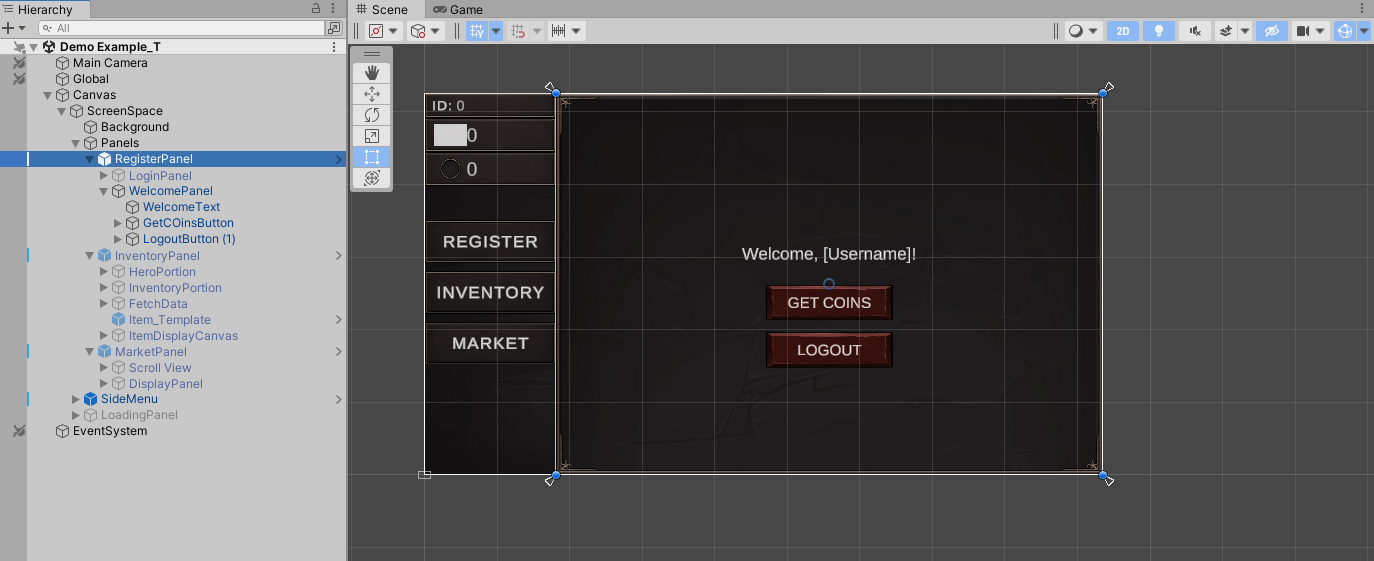 Hierarchy
All
Demo Example_T
Main Camera
Global
Canvas
ScreenSpace
Background
Panels
RegisterPanel
LoginPanel
WelcomePanel
WelcomeText
GetCOinsButton
LogoutButton (1)
InventoryPanel
HeroPortion
InventoryPortion
FetchData
Item_Template
ItemDisplayCanvas
MarketPanel
Scroll View
DisplayPanel
SideMenu
LoadingPanel
EventSystem
Scene
Game
2D
ID: 0
0
0
REGISTER
INVENTORY
MARKET
Welcome, [Username]!
GET COINS
LOGOUT